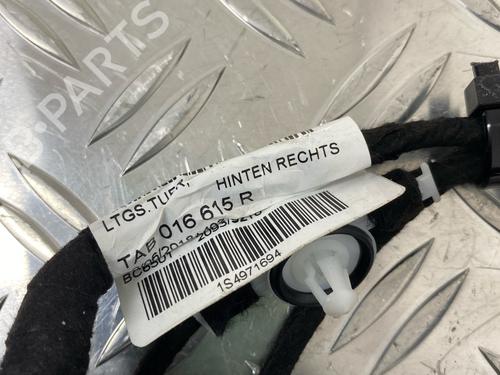 B-PARTS
LTGS.TUER, HINTEN RECHTS
TAB 016 615 R
1S4971694